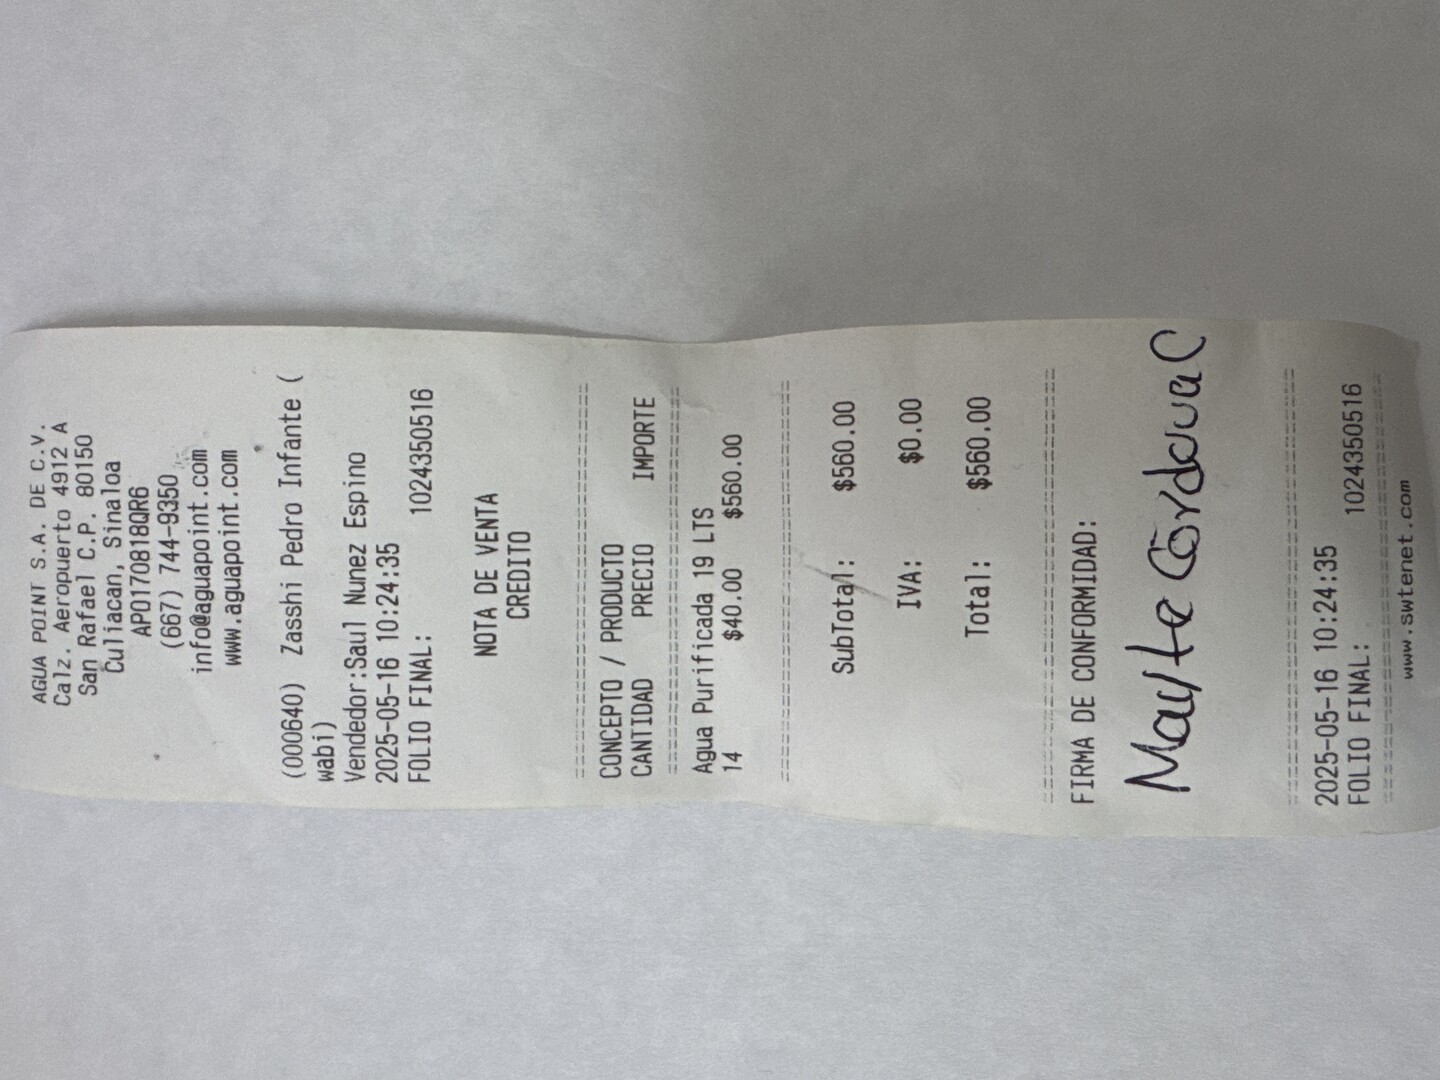 AGUA POINT S.A. DE C.V.
Calz. Aeropuerto 4912 A
San Rafael C.P. 80150
Culiacan, Sinaloa
APO170818QR6
(667) 744-9350
info@aguapoint.com
www.aguapoint.com
(000640) Zasshi Pedro Infante (
wabi)
Vendedor:Saul Nunez Espino
2025-05-16 10:24:35
FOLIO FINAL: 1024350516
NOTA DE VENTA
CREDITO
CONCEPTO / PRODUCTO
CANTIDAD PRECIO IMPORTE
Agua Purificada 19 LTS
14 $40.00 $560.00
SubTotal: $560.00
IVA: $0.00
Total: $560.00
FIRMA DE CONFORMIDAD:
Mayte Cordova C
2025-05-16 10:24:35
FOLIO FINAL: 1024350516
www.swtenet.com